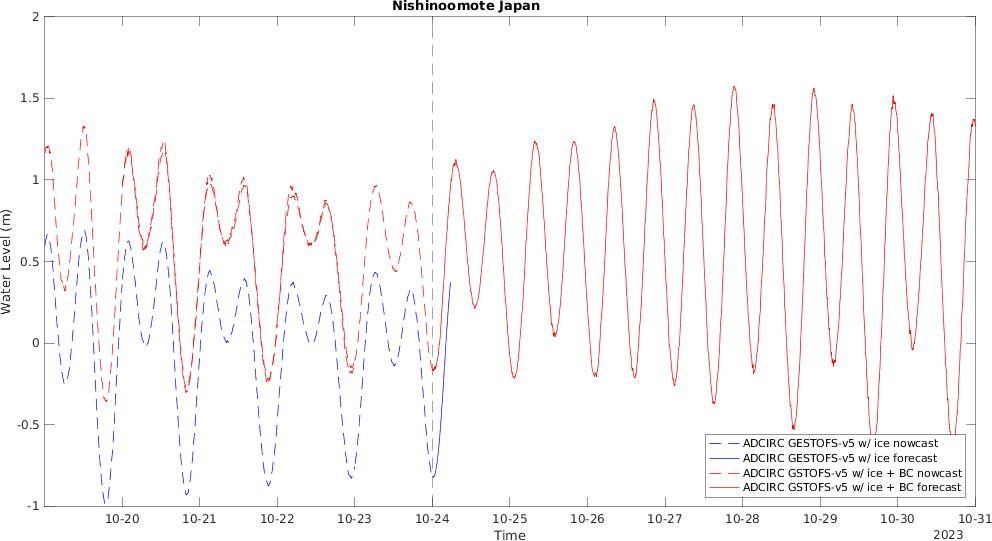 Nishinoomote Japan
2
1.5
1
0.5
0
-0.5
-1
Water Level (m)
ADCIRC GESTOFS-v5 w/ ice nowcast
ADCIRC GESTOFS-v5 w/ ice forecast
ADCIRC GSTOFS-v5 w/ ice + BC nowcast
ADCIRC GSTOFS-v5 w/ ice + BC forecast
10-20 10-21 10-22 10-23 10-24 10-25 10-26 10-27 10-28 10-29 10-30 10-31
Time
2023